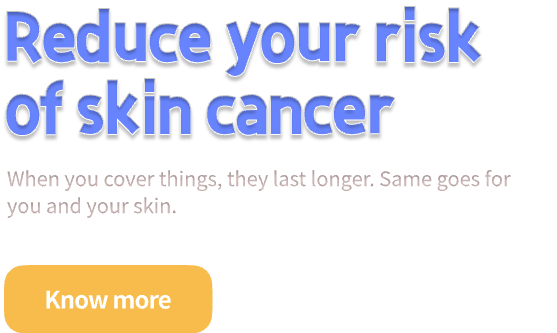 Reduce your risk
of skin cancer
When you cover things, they last longer. Same goes for
you and your skin.
Know more